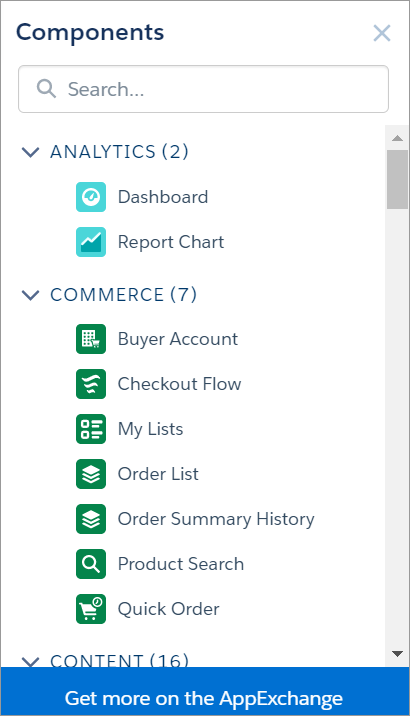 Components
Search...
ANALYTICS (2)
Dashboard
Report Chart
COMMERCE (7)
Buyer Account
Checkout Flow
My Lists
Order List
Order Summary History
Product Search
Quick Order
CONTENT (16)
Get more on the AppExchange